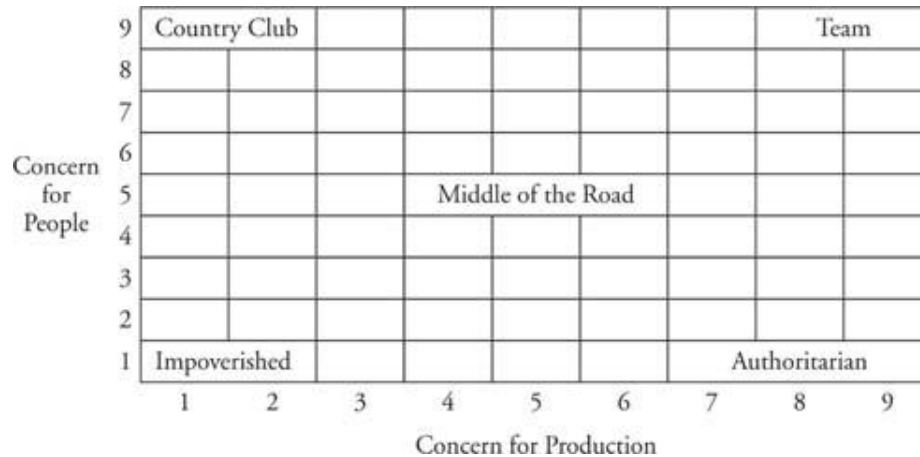 9 Country Club Team
8
7
6
Concern
for
People
5 Middle of the Road
4
3
2
1 Impoverished Authoritarian
1 2 3 4 5 6 7 8 9
Concern for Production